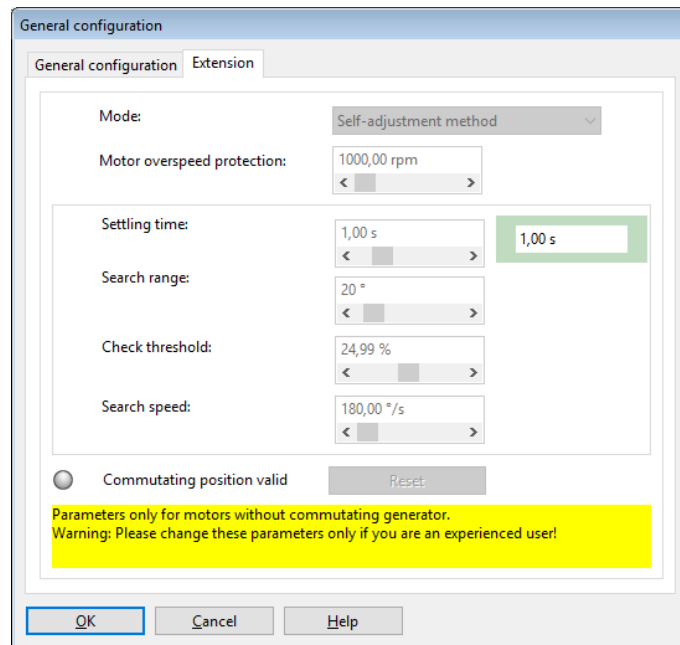 General configuration
General configuration
Extension
Mode:
Self-adjustment method
Motor overspeed protection:
1000,00 rpm
Settling time:
1,00 s
1,00 s
Search range:
20 °
Check threshold:
24,99 %
Search speed:
180,00 °/s
Commutating position valid
Reset
Parameters only for motors without commutating generator.
Warning: Please change these parameters only if you are an experienced user!
OK
Cancel
Help